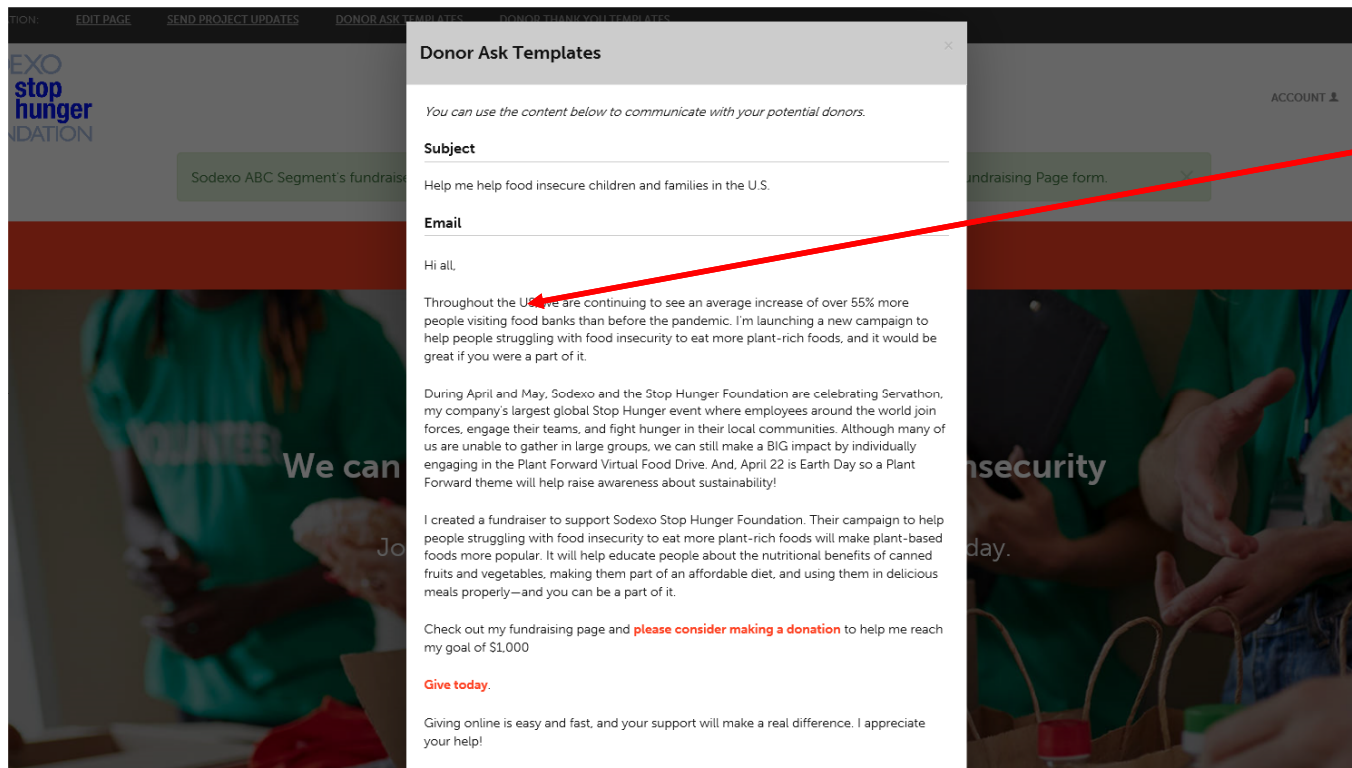 TION: EDIT PAGE SEND PROJECT UPDATES DONOR ASK TEMPLATES DONOR THANK YOU TEMPLATES
EXO
stop
hunger
NDATION
ACCOUNT
Donor Ask Templates
×
You can use the content below to communicate with your potential donors.
Subject
Sodexo ABC Segment's fundraise
undraising Page form.
×
Help me help food insecure children and families in the U.S.
Email
Hi all,
Throughout the US, we are continuing to see an average increase of over 55% more
people visiting food banks than before the pandemic. I'm launching a new campaign to
help people struggling with food insecurity to eat more plant-rich foods, and it would be
great if you were a part of it.
During April and May, Sodexo and the Stop Hunger Foundation are celebrating Servathon,
my company's largest global Stop Hunger event where employees around the world join
forces, engage their teams, and fight hunger in their local communities. Although many of
us are unable to gather in large groups, we can still make a BIG impact by individually
engaging in the Plant Forward Virtual Food Drive. And, April 22 is Earth Day so a Plant
Forward theme will help raise awareness about sustainability!
VOLUNTEER
We can
nsecurity
I created a fundraiser to support Sodexo Stop Hunger Foundation. Their campaign to help
people struggling with food insecurity to eat more plant-rich foods will make plant-based
foods more popular. It will help educate people about the nutritional benefits of canned
fruits and vegetables, making them part of an affordable diet, and using them in delicious
meals properly—and you can be a part of it.
Jo
day.
Check out my fundraising page and please consider making a donation to help me reach
my goal of $1,000
Give today.
Giving online is easy and fast, and your support will make a real difference. I appreciate
your help!